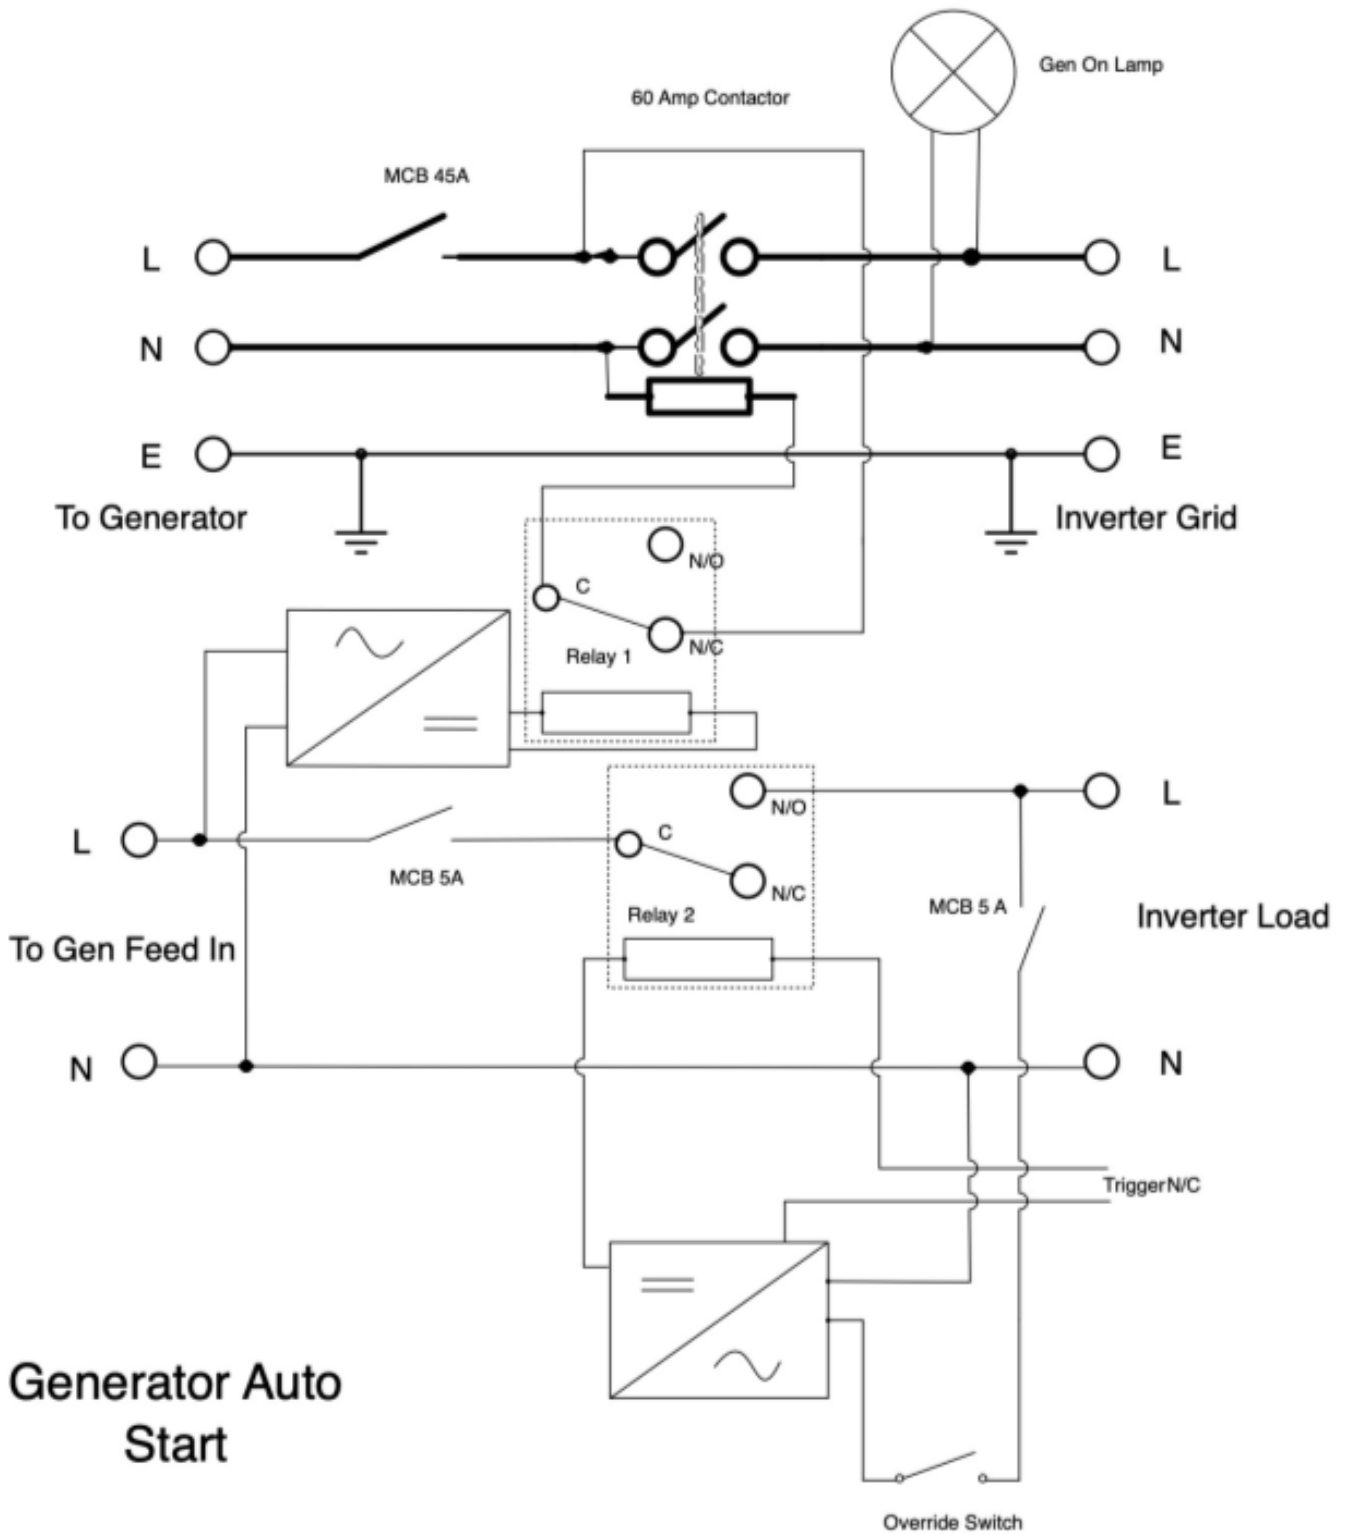 Gen On Lamp
60 Amp Contactor
MCB 45A
L
L
N
N
E
E
To Generator
Inverter Grid
N/O
C
N/C
Relay 1
L
N/O
L
C
MCB 5A
N/C
MCB 5 A
Relay 2
Inverter Load
To Gen Feed In
N
N
TriggerN/C
Generator Auto
Start
Override Switch